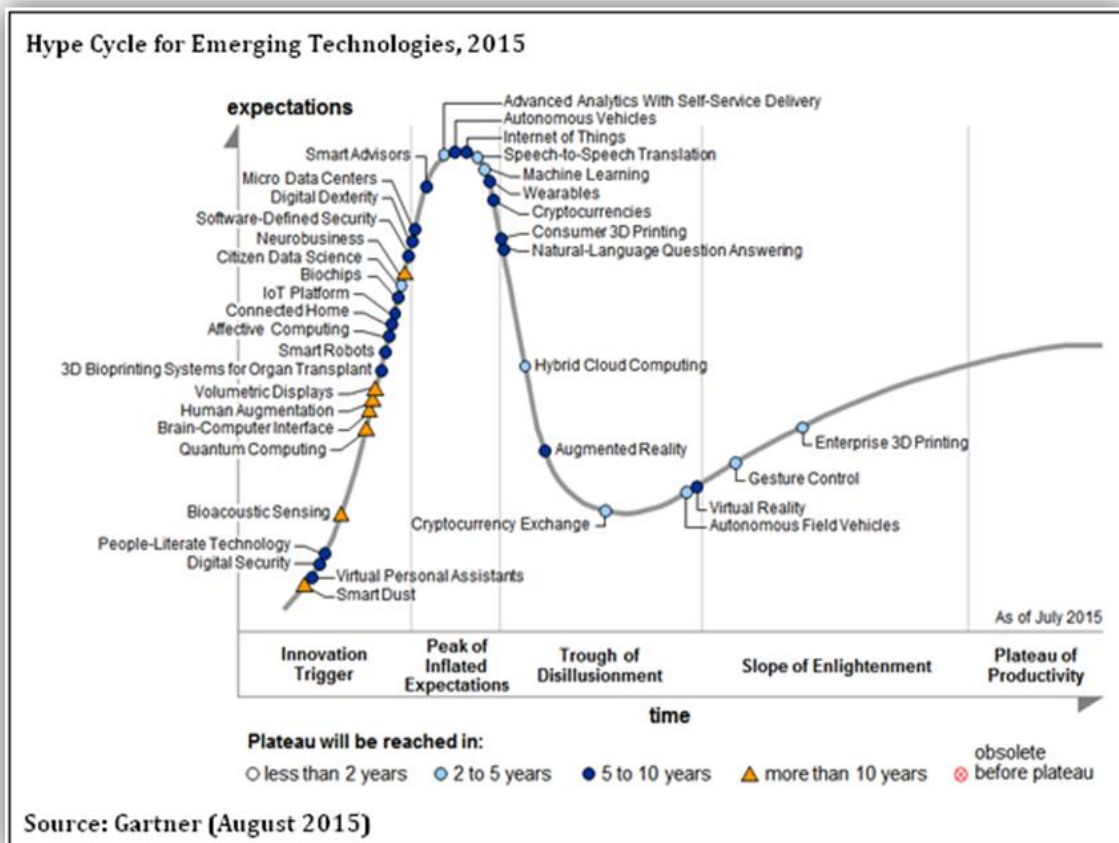 Hype Cycle for Emerging Technologies, 2015
expectations
Advanced Analytics With Self-Service Delivery
Autonomous Vehicles
Internet of Things
Speech-to-Speech Translation
Machine Learning
Wearables
Cryptocurrencies
Consumer 3D Printing
Natural-Language Question Answering
Smart Advisors
Micro Data Centers
Digital Dexterity
Software-Defined Security
Neurobusiness
Citizen Data Science
Biochips
IoT Platform
Connected Home
Affective Computing
Smart Robots
3D Bioprinting Systems for Organ Transplant
Volumetric Displays
Human Augmentation
Brain-Computer Interface
Quantum Computing
Bioacoustic Sensing
People-Literate Technology
Digital Security
Virtual Personal Assistants
Smart Dust
Hybrid Cloud Computing
Augmented Reality
Cryptocurrency Exchange
Enterprise 3D Printing
Gesture Control
Virtual Reality
Autonomous Field Vehicles
As of July 2015
Innovation
Trigger
Peak of
Inflated
Expectations
Trough of
Disillusionment
Slope of Enlightenment
Plateau of
Productivity
time
Plateau will be reached in:
less than 2 years
2 to 5 years
5 to 10 years
more than 10 years
obsolete
before plateau
Source: Gartner (August 2015)